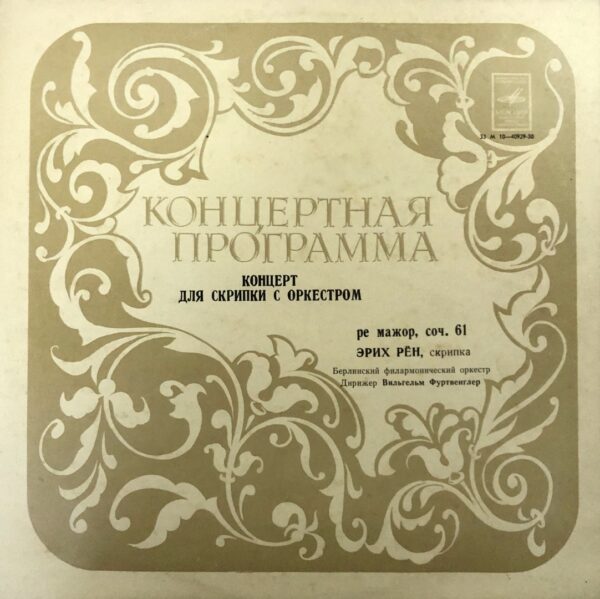 МЕЛОДИЯ
33 М 10—40929-30
КОНЦЕРТНАЯ
ПРОГРАММА
КОНЦЕРТ
ДЛЯ СКРИПКИ С ОРКЕСТРОМ
ре мажор, соч. 61
ЭРИХ РЁН, скрипка
Берлинский филармонический оркестр
Дирижер Вильгельм Фуртвенглер